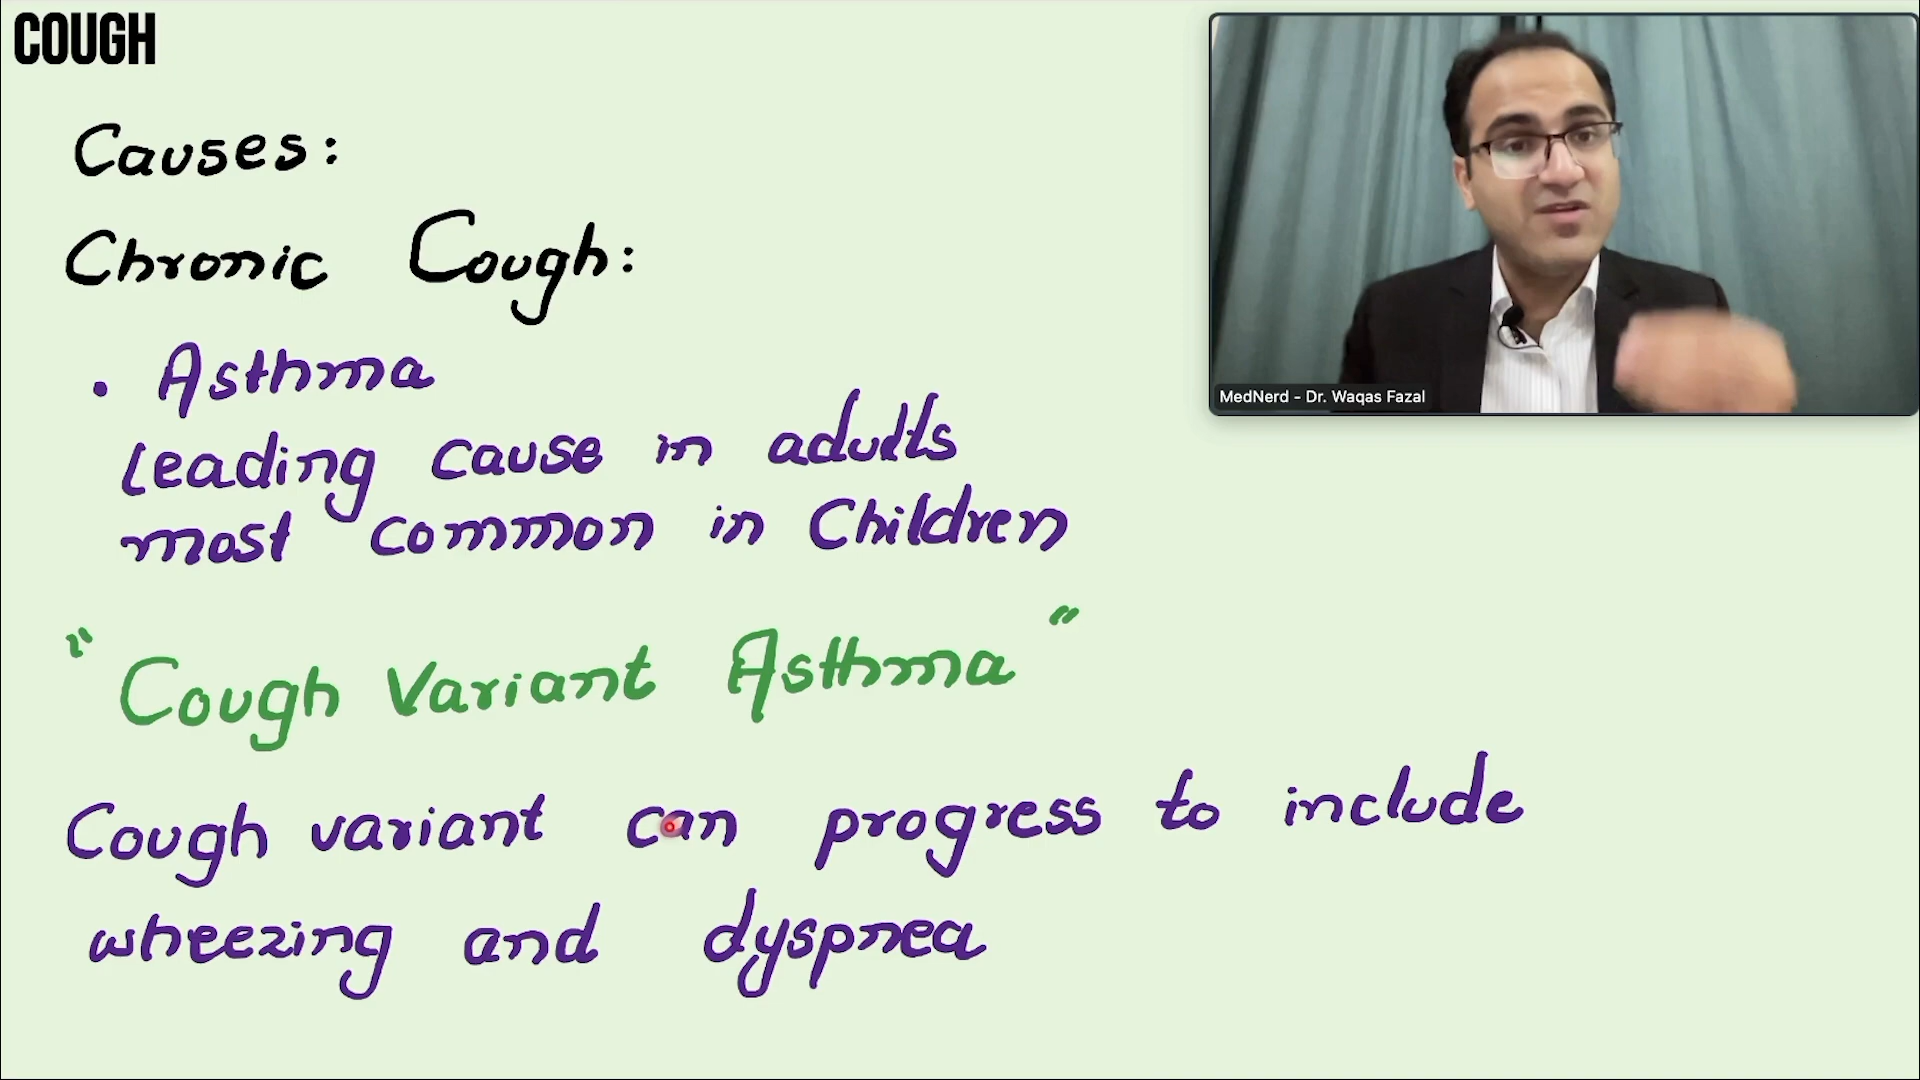 COUGH
Causes:
Chronic Cough:
• Asthma
leading cause in adults
most common in Children
"Cough Variant Asthma"
Cough variant can progress to include
wheezing and dyspnea
MedNerd - Dr. Waqas Fazal